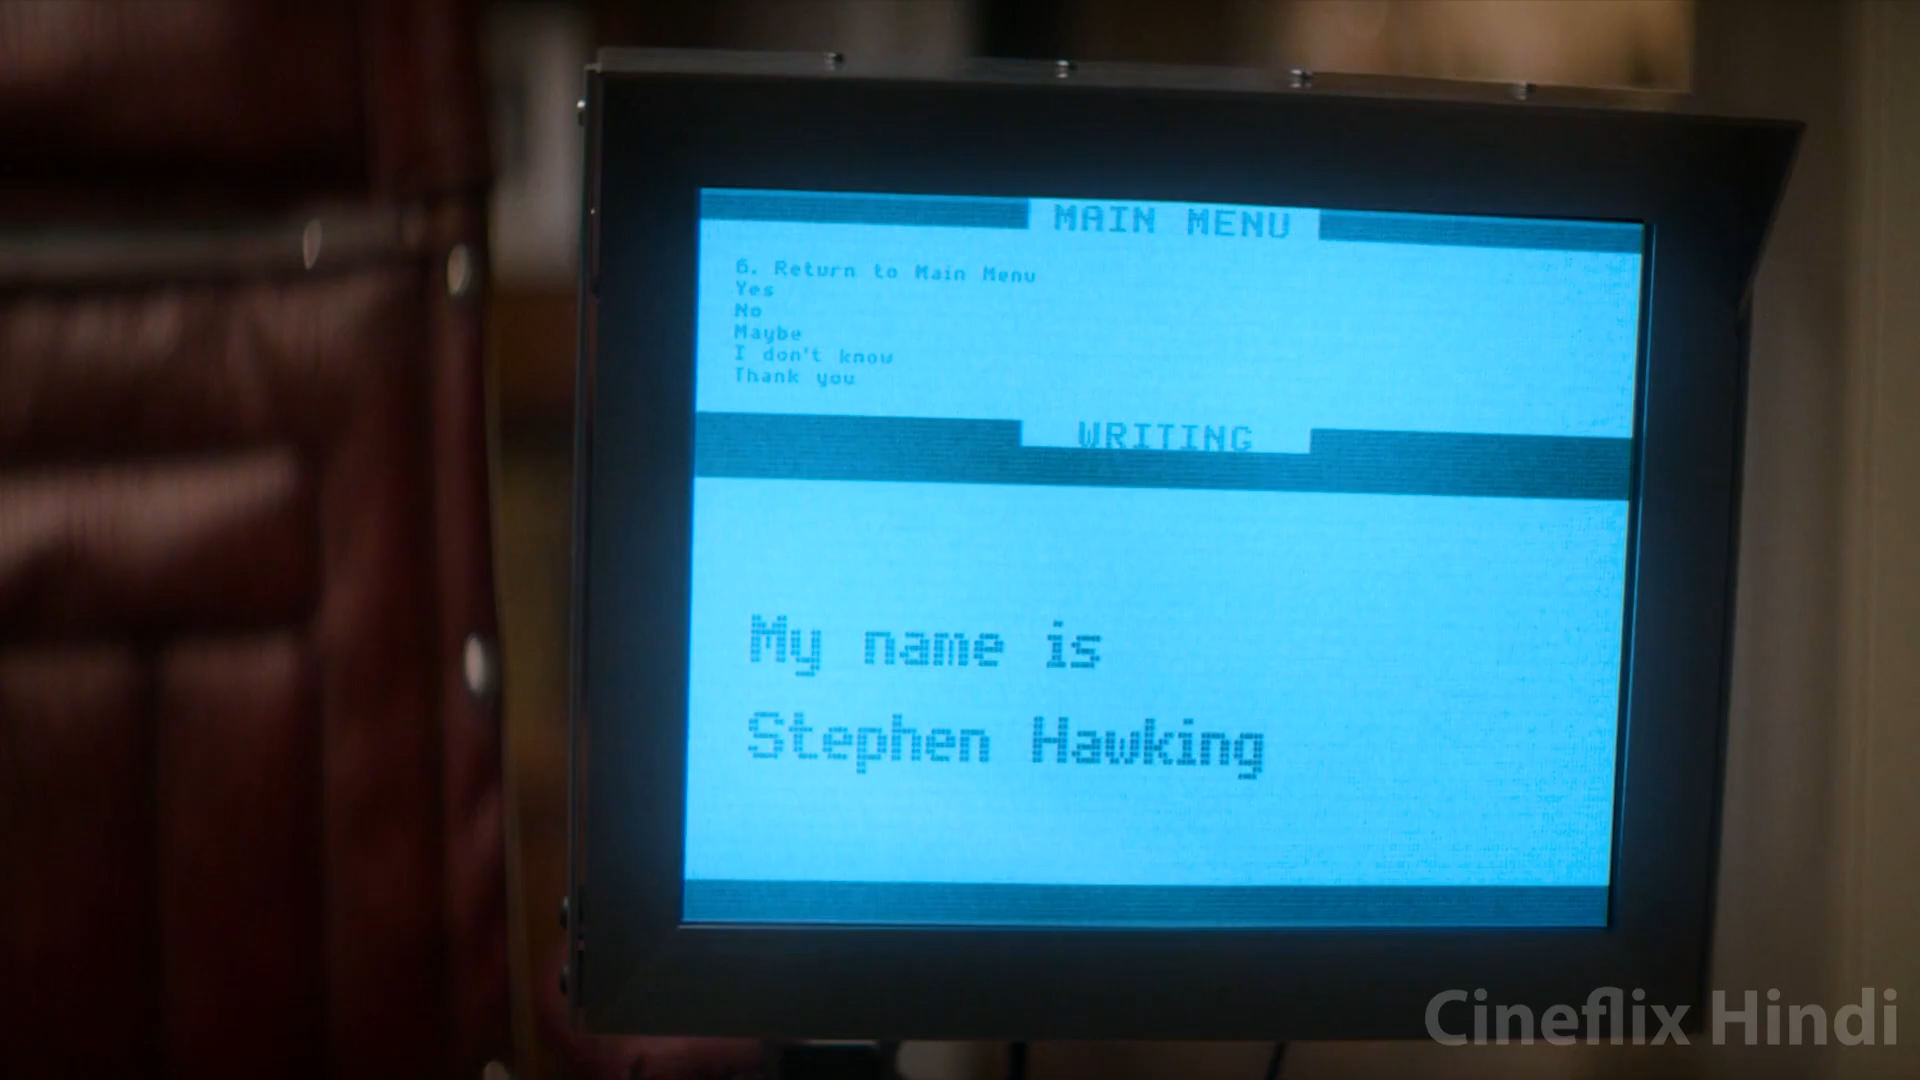 MAIN MENU
6. Return to Main Menu
Yes
No
Maybe
I don't know
Thank you
WRITING
My name is
Stephen Hawking
Cineflix Hindi